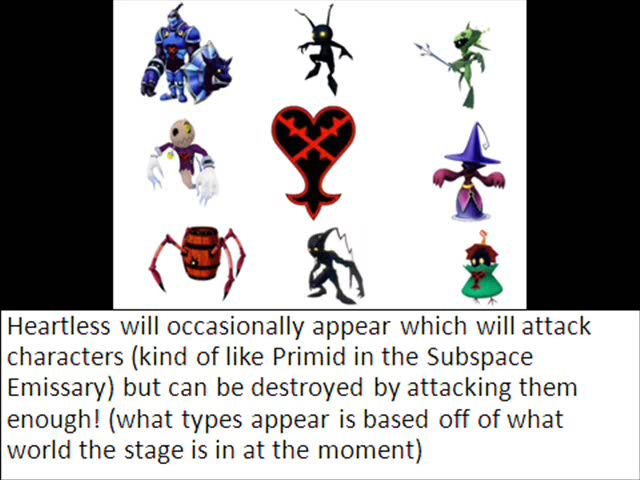 Heartless will occasionally appear which will attack
characters (kind of like Primid in the Subspace
Emissary) but can be destroyed by attacking them
enough! (what types appear is based off of what
world the stage is in at the moment)